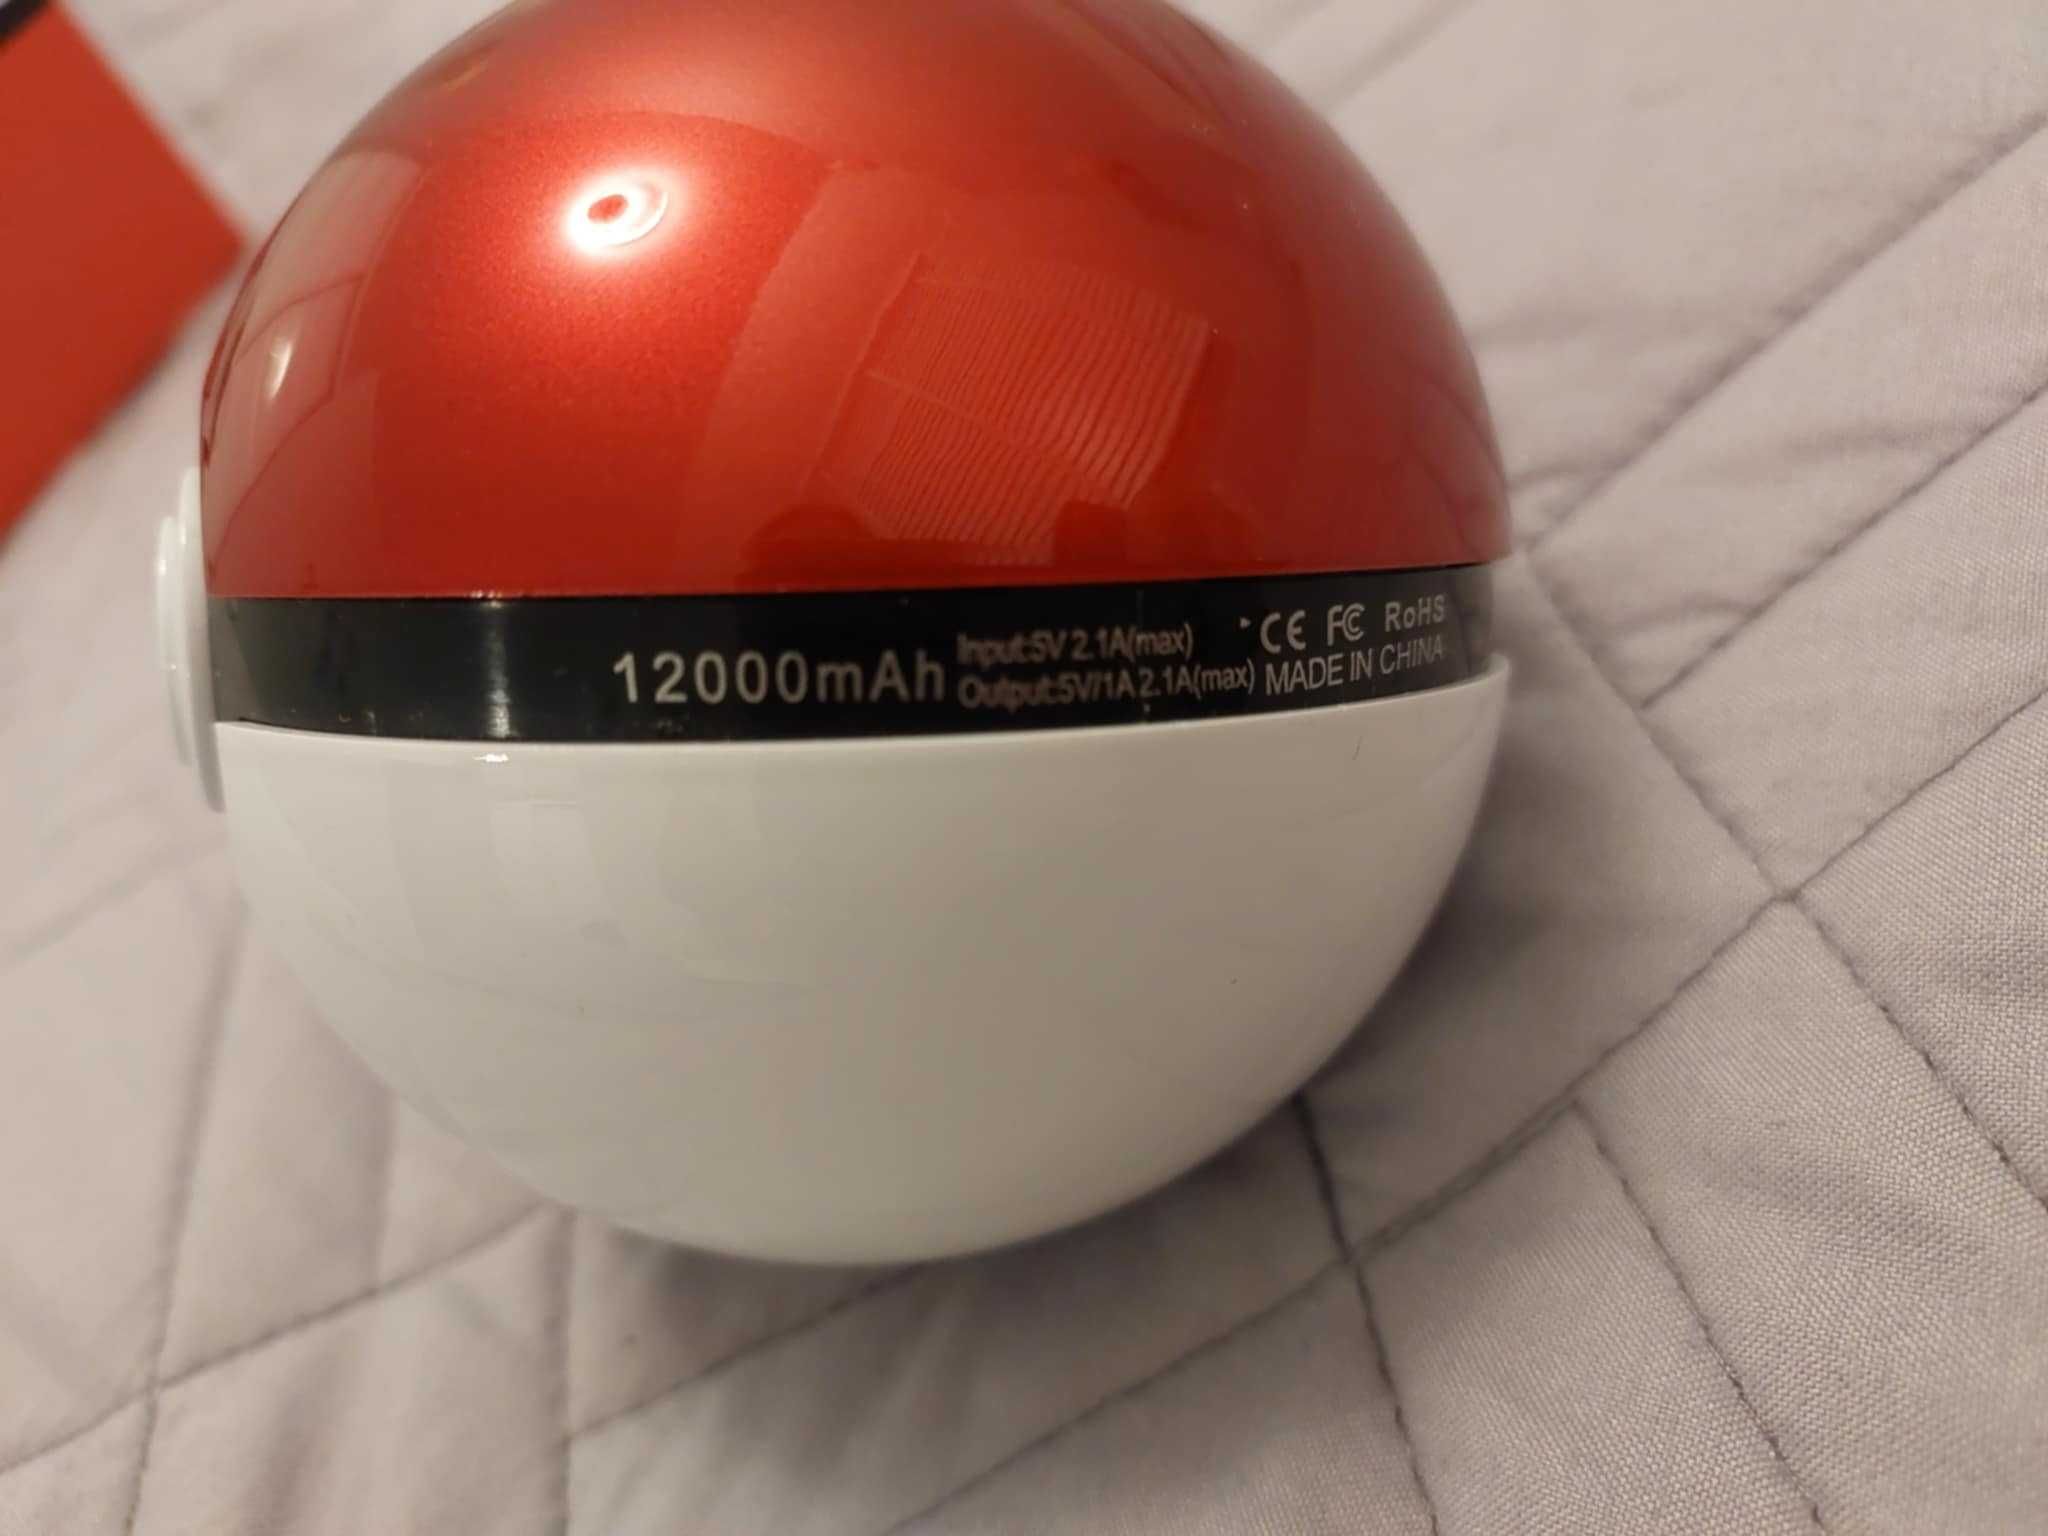 12000mAh
Input:5V 2.1A(max)
Output:5V/1A 2.1A(max)
CE FC RoHS
MADE IN CHINA